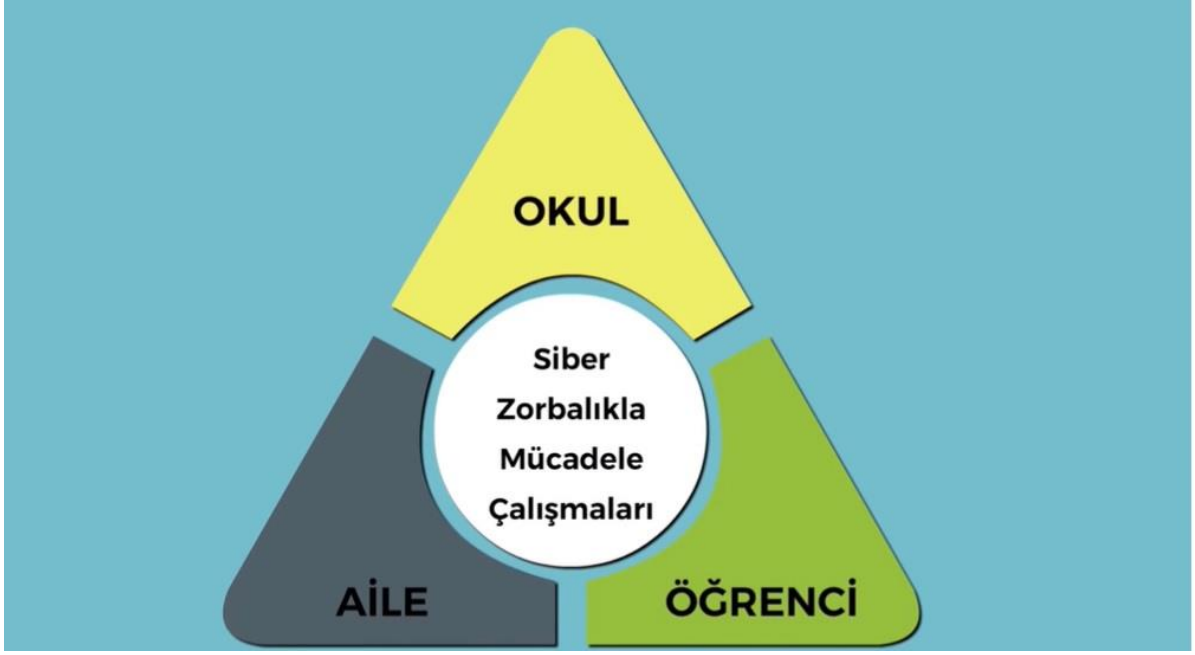 OKUL
Siber
Zorbalıkla
Mücadele
Çalışmaları
AİLE
ÖĞRENCİ